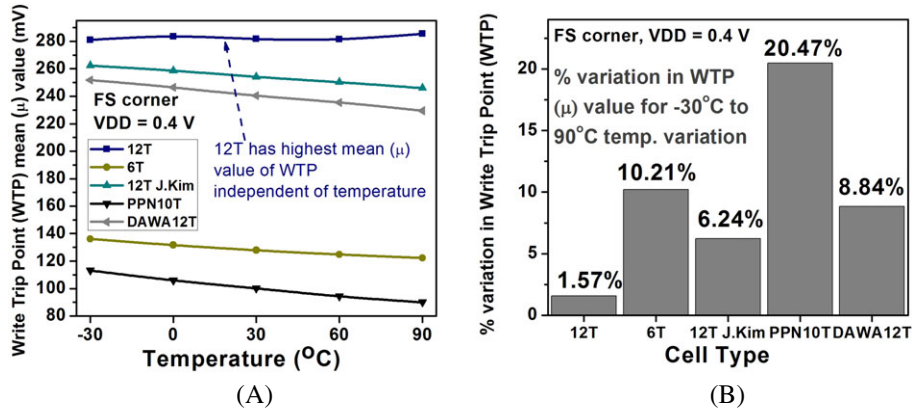 Write Trip Point (WTP) mean (μ) value (mV)
300
280
260
240
220
200
180
160
140
120
100
80
FS corner
VDD = 0.4 V
12T
6T
12T J.Kim
PPN10T
DAWA12T
12T has highest mean (μ)
value of WTP
independent of temperature
-30
0
30
60
90
Temperature (°C)
(A)
% variation in Write Trip Point (WTP)
20
15
10
5
0
FS corner, VDD = 0.4 V
% variation in WTP
(μ) value for -30°C to
90°C temp. variation
1.57%
10.21%
6.24%
20.47%
8.84%
12T
6T
12T J.Kim
PPN10T
DAWA12T
Cell Type
(B)